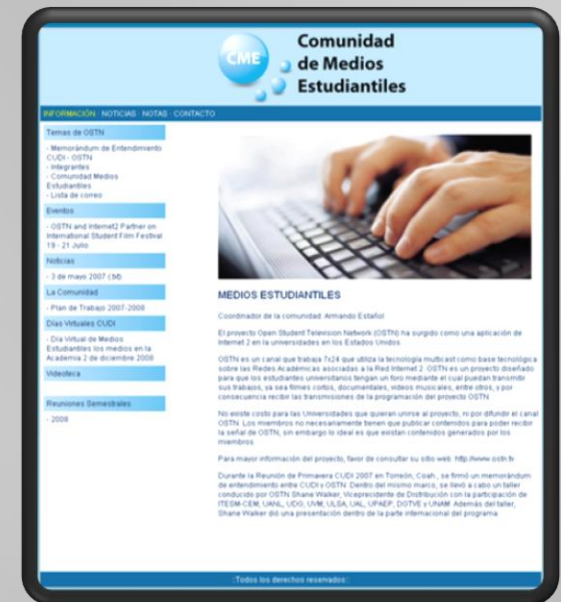 CME
Comunidad
de Medios
Estudiantiles
INFORMACIÓN NOTICIAS NOTAS CONTACTO
Temas de OSTN
- Memorándum de Entendimiento
CUDI - OSTN
- Integrantes
- Comunidad Medios
Estudiantiles
- Lista de correo
Eventos
- OSTN and Internet2 Partner on
International Student Film Festival
19 - 21 Julio
Noticias
- 3 de mayo 2007 (.txt).
La Comunidad
- Plan de Trabajo 2007-2008
Días Virtuales CUDI
- Día Virtual de Medios
Estudiantiles los medios en la
Academia 2 de diciembre 2008
Videoteca
Reuniones Semestrales
- 2008
MEDIOS ESTUDIANTILES
Coordinador de la comunidad: Armando Estañol
El proyecto Open Student Television Network (OSTN) ha surgido como una aplicación de
Internet 2 en la universidades en los Estados Unidos.
OSTN es un canal que trabaja 7x24 que utiliza la tecnología multicast como base tecnológica
sobre las Redes Académicas asociadas a la Red Internet 2. OSTN es un proyecto diseñado
para que los estudiantes universitarios tengan un foro mediante el cual puedan transmitir
sus trabajos, ya sea filmes cortos, documentales, videos musicales, entre otros, y por
consecuencia recibir las transmisiones de la programación del proyecto OSTN.
No existe costo para las Universidades que quieran unirse al proyecto, ni por difundir el canal
OSTN. Los miembros no necesariamente tienen que publicar contenidos para poder recibir
la señal de OSTN, sin embargo lo ideal es que existan contenidos generados por los
miembros.
Para mayor información del proyecto, favor de consultar su sitio web: http://www.ostn.tv
Durante la Reunión de Primavera CUDI 2007 en Torreón, Coah., se firmó un memorándum
de entendimiento entre CUDI y OSTN. Dentro del mismo marco, se llevó a cabo un taller
conducido por OSTN Shane Walker, Vicepresidente de Distribución con la participación de
ITESM-CEM, UANL, UDG, UVM, ULSA, UAL, UPAEP, DGTVE y UNAM. Además del taller,
Shane Walker dió una presentación dentro de la parte internacional del programa.
::Todos los derechos reservados::